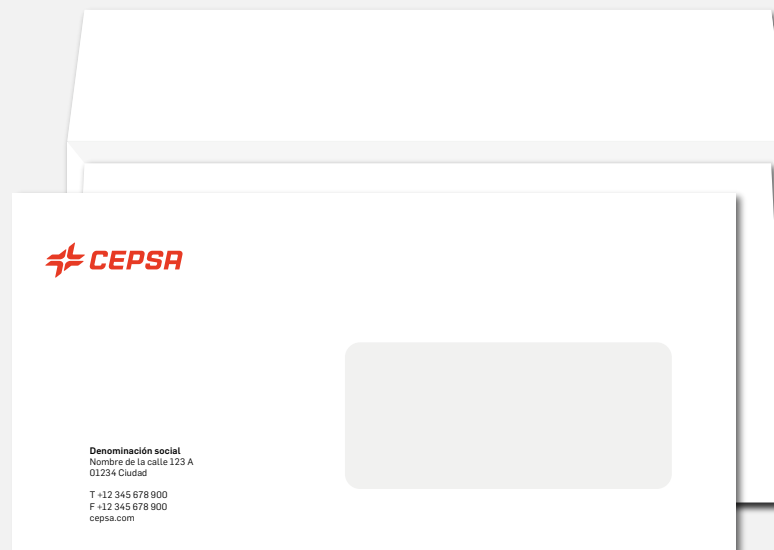 CEPSA
Denominación social
Nombre de la calle 123 A
01234 Ciudad
T +12 345 678 900
F +12 345 678 900
cepsa.com